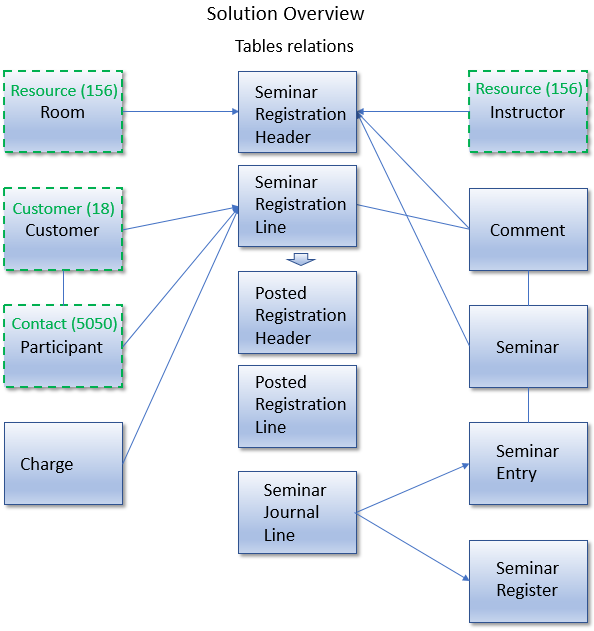 Solution Overview
Tables relations
Resource (156)
Room
Seminar
Registration
Header
Resource (156)
Instructor
Customer (18)
Customer
Seminar
Registration
Line
Comment
Contact (5050)
Participant
Posted
Registration
Header
Seminar
Charge
Posted
Registration
Line
Seminar
Entry
Seminar
Journal
Line
Seminar
Register